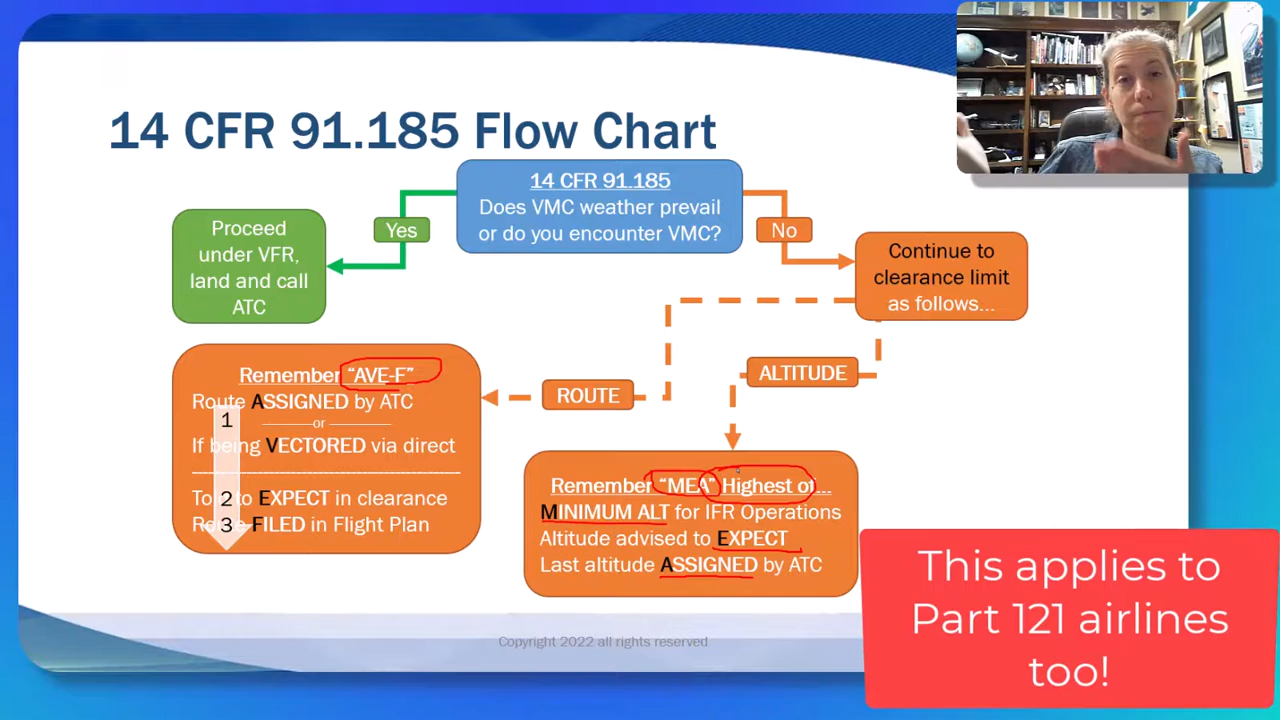 14 CFR 91.185 Flow Chart
14 CFR 91.185
Does VMC weather prevail
or do you encounter VMC?
Yes
No
Proceed
under VFR,
land and call
ATC
Continue to
clearance limit
as follows...
ROUTE
ALTITUDE
Remember “AVE-F”
Route ASSIGNED by ATC
1
or
If being VECTORED via direct
2
to EXPECT in clearance
3
FILED in Flight Plan
Remember “MEA” Highest of...
MINIMUM ALT for IFR Operations
Altitude advised to EXPECT
Last altitude ASSIGNED by ATC
This applies to
Part 121 airlines
too!
Copyright 2022 all rights reserved